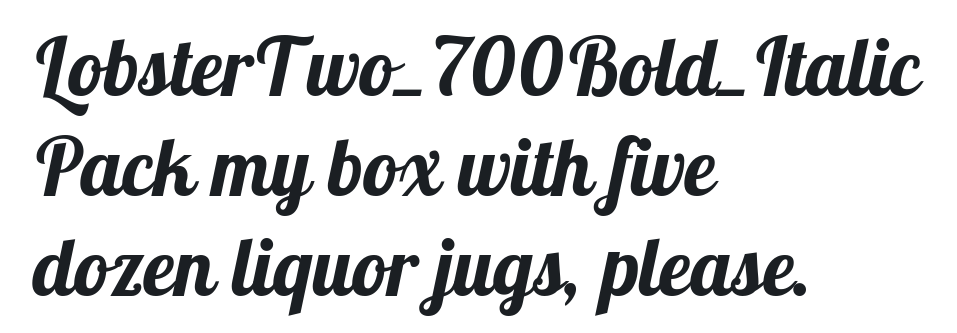 LobsterTwo_700Bold_Italic
Pack my box with five
dozen liquor jugs, please.